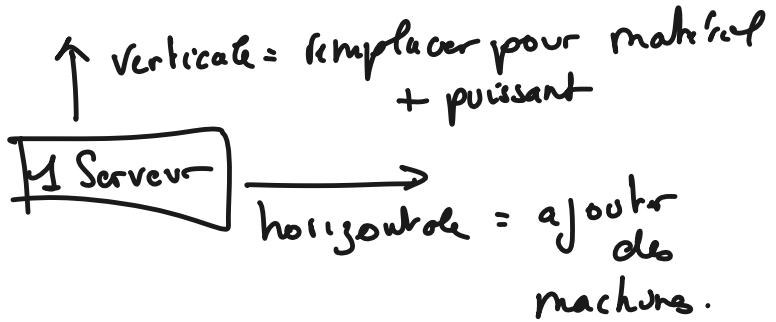 verticale = remplacer pour matériel
+ puissant
1 Serveur
horizontale = ajouter
des
machines.